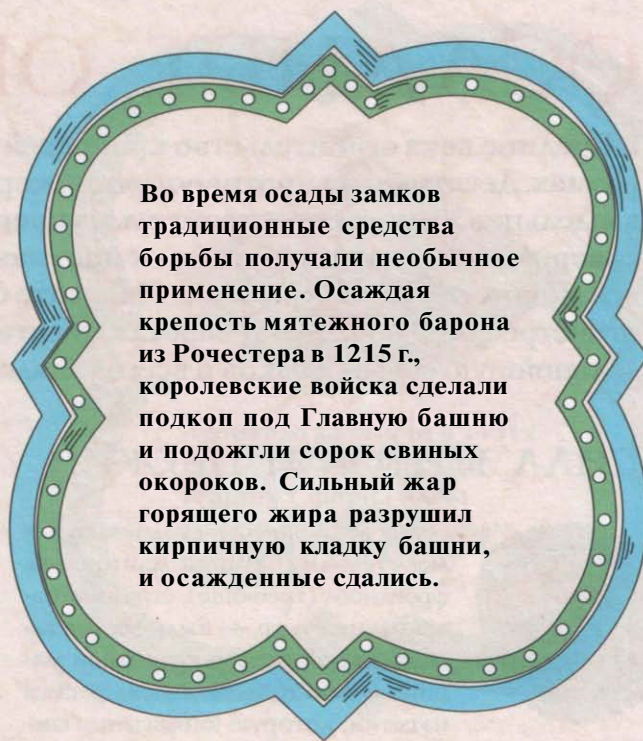 Во время осады замков
традиционные средства
борьбы получали необычное
применение. Осаждая
крепость мятежного барона
из Рочестера в 1215 г.,
королевские войска сделали
подкоп под Главную башню
и подожгли сорок свиных
окороков. Сильный жар
горящего жира разрушил
кирпичную кладку башни,
и осажденные сдались.